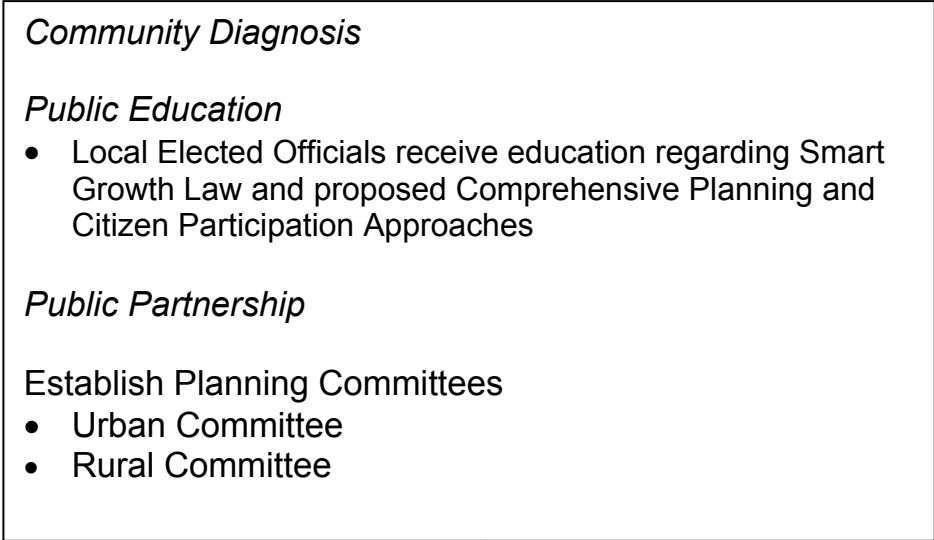 Community Diagnosis
Public Education
• Local Elected Officials receive education regarding Smart
Growth Law and proposed Comprehensive Planning and
Citizen Participation Approaches
Public Partnership
Establish Planning Committees
• Urban Committee
• Rural Committee